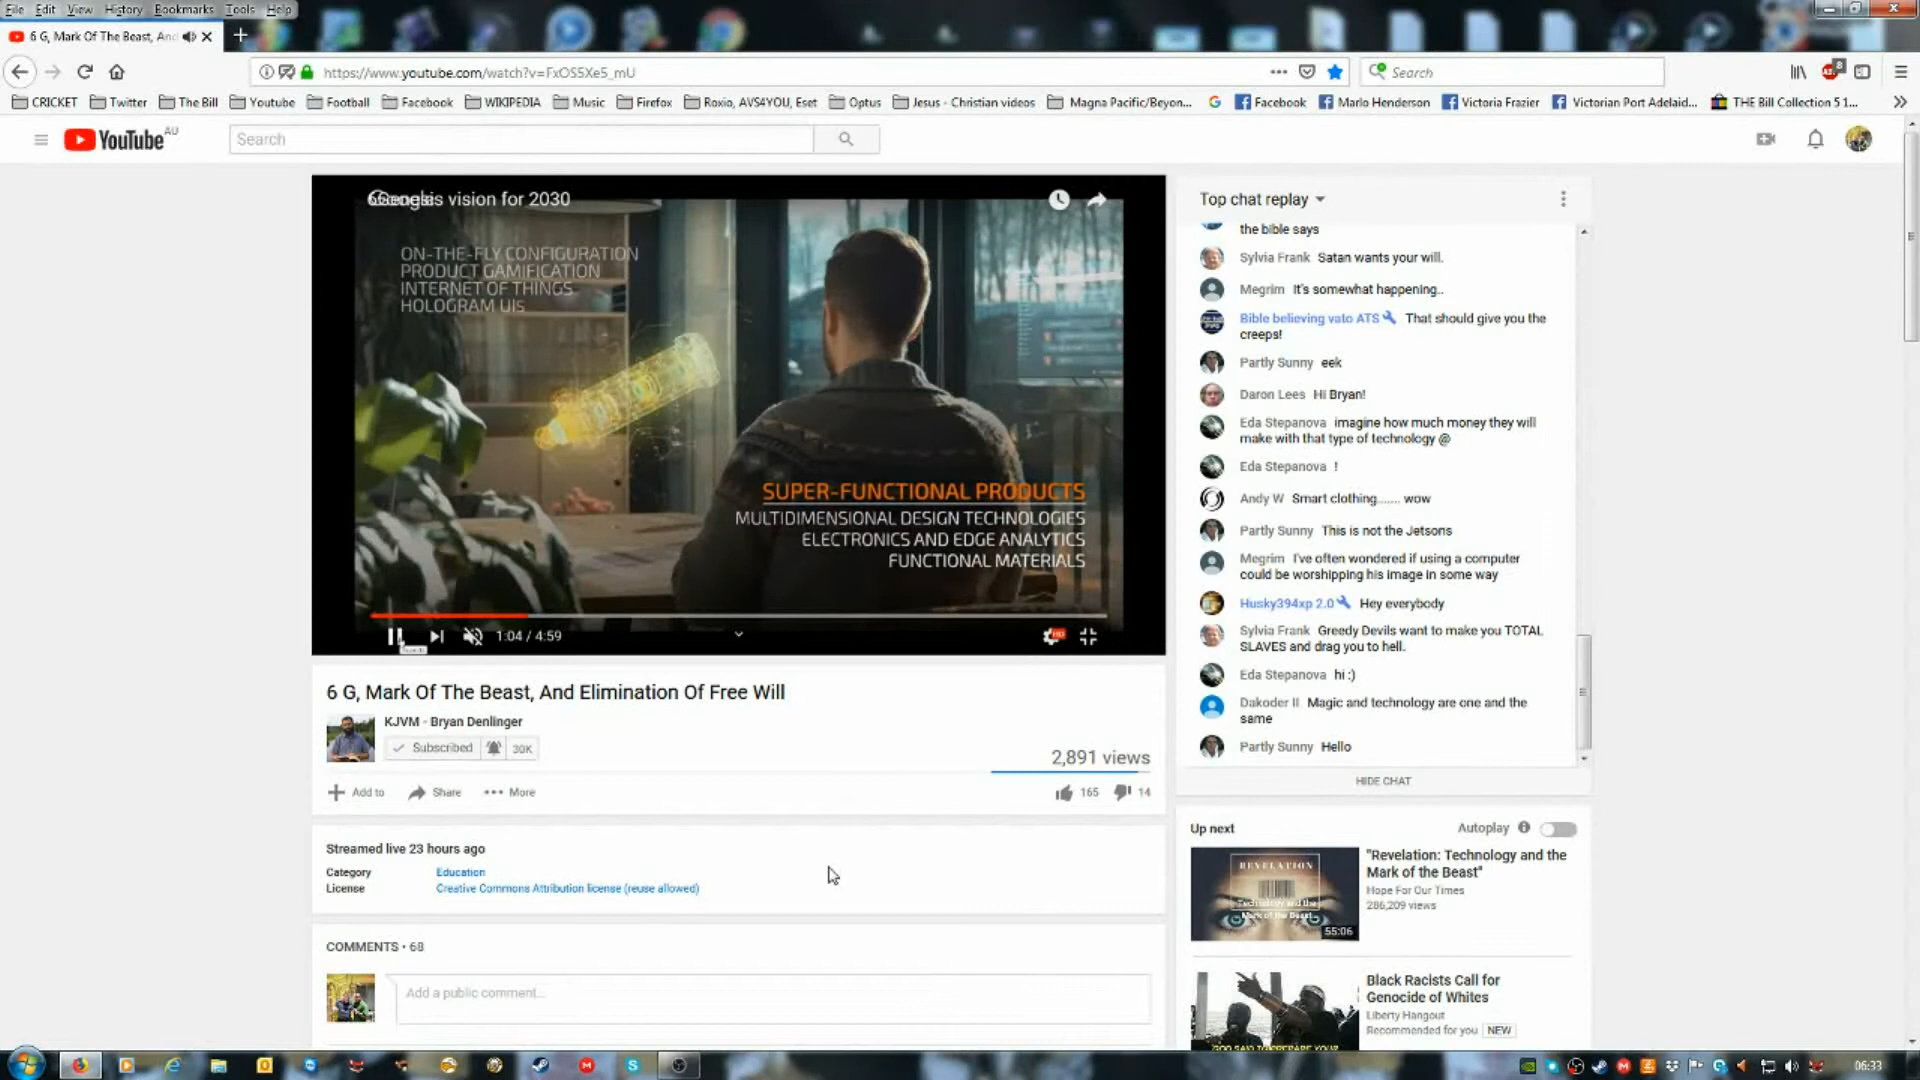 File Edit View History Bookmarks Tools Help
6 G, Mark Of The Beast, And
https://www.youtube.com/watch?v=FxOS5Xe5_mU
Search
CRICKET Twitter The Bill Youtube Football Facebook WIKIPEDIA Music Firefox Roxio, AVS4YOU, Eset Optus Jesus - Christian videos Magna Pacific/Beyon... Facebook Marlo Henderson Victoria Frazier Victorian Port Adelaid... THE Bill Collection 5 1...
YouTube AU
Search
vision for 2030
ON-THE-FLY CONFIGURATION
PRODUCT GAMIFICATION
INTERNET OF THINGS
HOLOGRAM UIS
SUPER-FUNCTIONAL PRODUCTS
MULTIDIMENSIONAL DESIGN TECHNOLOGIES
ELECTRONICS AND EDGE ANALYTICS
FUNCTIONAL MATERIALS
1:04 / 4:59
HD
6 G, Mark Of The Beast, And Elimination Of Free Will
KJVM - Bryan Denlinger
Subscribed 30K
2,891 views
Add to Share More
165 14
Streamed live 23 hours ago
Category Education
License Creative Commons Attribution license (reuse allowed)
COMMENTS • 68
Add a public comment...
Top chat replay
the bible says
Sylvia Frank Satan wants your will.
Megrim It's somewhat happening..
Bible believing vato ATS That should give you the
creeps!
Partly Sunny eek
Daron Lees Hi Bryan!
Eda Stepanova imagine how much money they will
make with that type of technology @
Eda Stepanova !
Andy W Smart clothing....... wow
Partly Sunny This is not the Jetsons
Megrim I've often wondered if using a computer
could be worshipping his image in some way
Husky394xp 2.0 Hey everybody
Sylvia Frank Greedy Devils want to make you TOTAL
SLAVES and drag you to hell.
Eda Stepanova hi :)
Dakoder II Magic and technology are one and the
same
Partly Sunny Hello
HIDE CHAT
Up next
Autoplay
REVELATION
Technology and the
Mark of the Beast
55:06
"Revelation: Technology and the
Mark of the Beast"
Hope For Our Times
286,209 views
GOD SAID TO PREPARE YOUR
Black Racists Call for
Genocide of Whites
Liberty Hangout
Recommended for you NEW
06:33